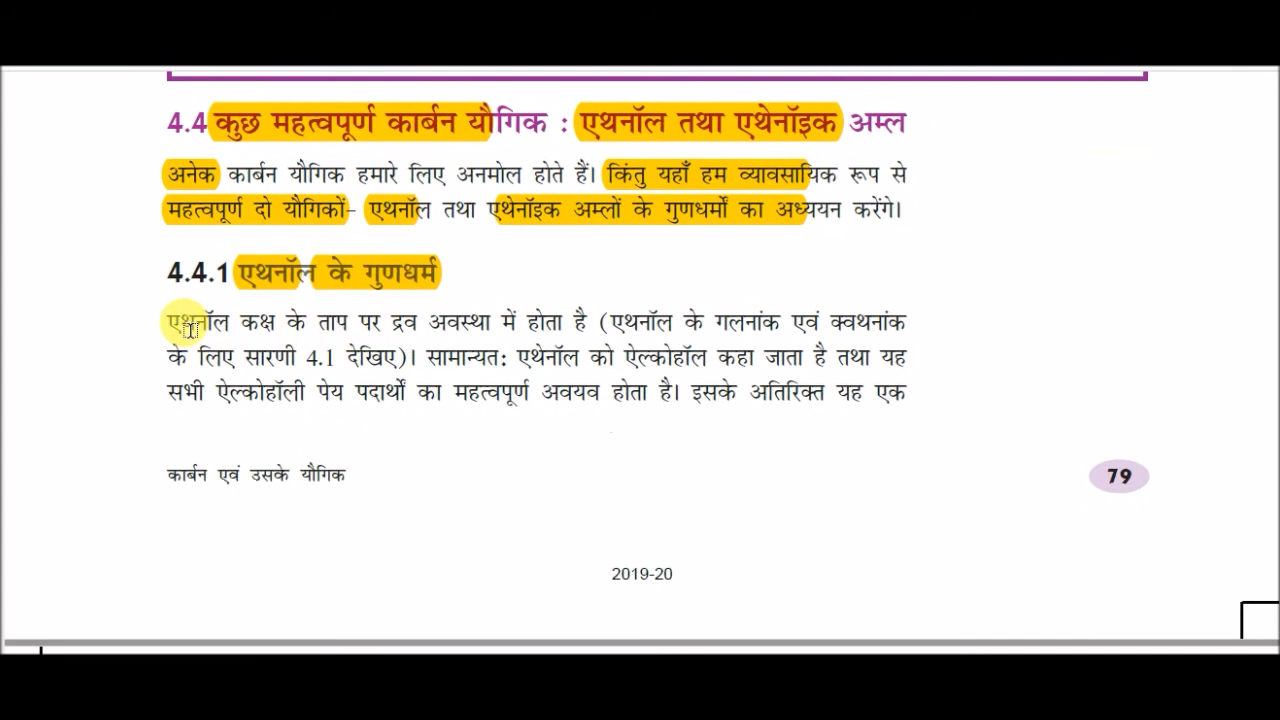 4.4 कुछ महत्वपूर्ण कार्बन यौगिक : एथनॉल तथा एथेनॉइक अम्ल
अनेक कार्बन यौगिक हमारे लिए अनमोल होते हैं। किंतु यहाँ हम व्यावसायिक रूप से
महत्वपूर्ण दो यौगिकों– एथनॉल तथा एथेनॉइक अम्लों के गुणधर्मों का अध्ययन करेंगे।
4.4.1 एथनॉल के गुणधर्म
एथनॉल कक्ष के ताप पर द्रव अवस्था में होता है (एथनॉल के गलनांक एवं क्वथनांक
के लिए सारणी 4.1 देखिए)। सामान्यत: एथेनॉल को ऐल्कोहॉल कहा जाता है तथा यह
सभी ऐल्कोहॉली पेय पदार्थों का महत्वपूर्ण अवयव होता है। इसके अतिरिक्त यह एक
कार्बन एवं उसके यौगिक
79
2019-20